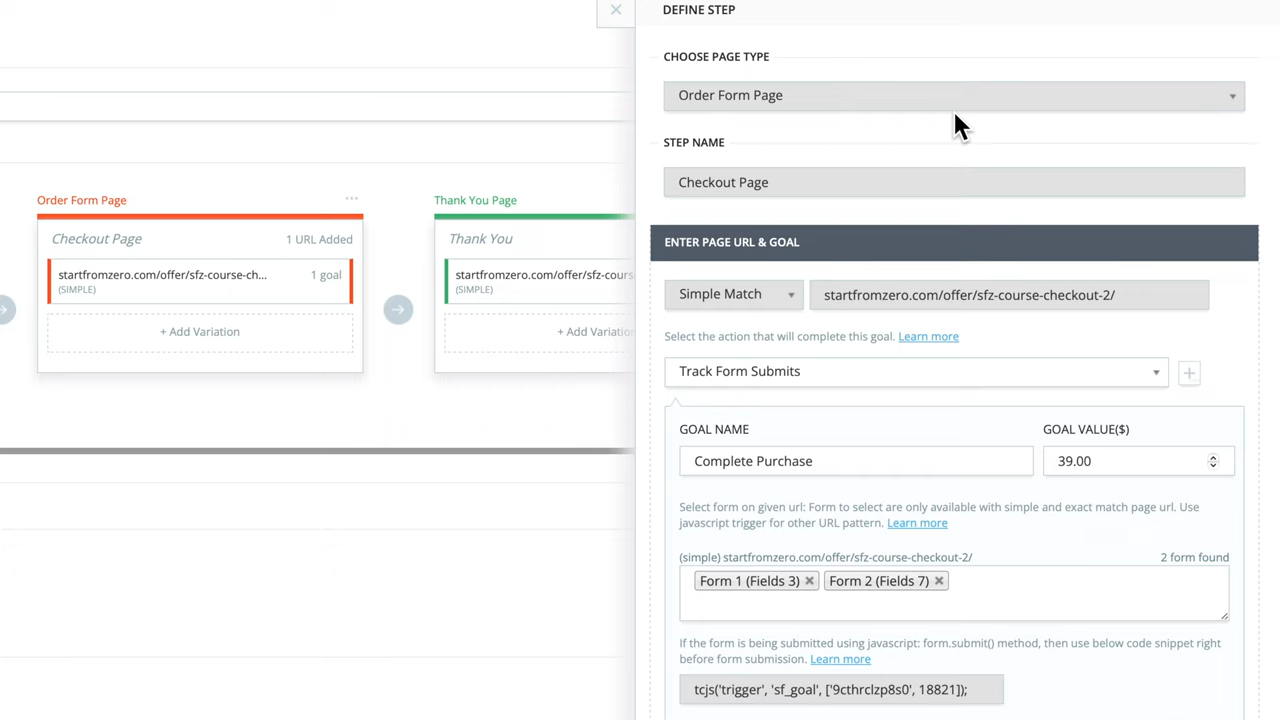 DEFINE STEP
CHOOSE PAGE TYPE
Order Form Page
STEP NAME
Checkout Page
Order Form Page
Checkout Page 1 URL Added
startfromzero.com/offer/sfz-course-ch... 1 goal
(SIMPLE)
+ Add Variation
Thank You Page
Thank You
startfromzero.com/offer/sfz-cours
(SIMPLE)
+ Add Variatio
ENTER PAGE URL & GOAL
Simple Match startfromzero.com/offer/sfz-course-checkout-2/
Select the action that will complete this goal. Learn more
Track Form Submits
GOAL NAME GOAL VALUE($)
Complete Purchase 39.00
Select form on given url: Form to select are only available with simple and exact match page url. Use
javascript trigger for other URL pattern. Learn more
(simple) startfromzero.com/offer/sfz-course-checkout-2/ 2 form found
Form 1 (Fields 3) × Form 2 (Fields 7) ×
If the form is being submitted using javascript: form.submit() method, then use below code snippet right
before form submission. Learn more
tcjs('trigger', 'sf_goal', ['9cthrclzp8s0', 18821]);